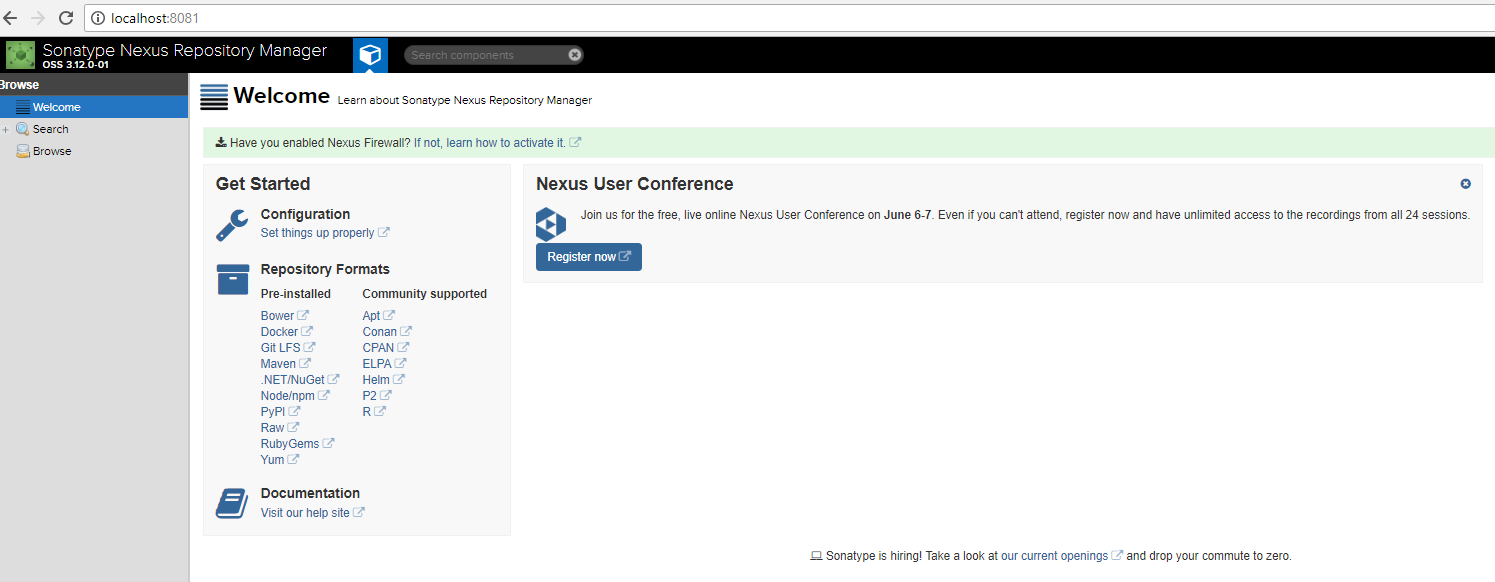 localhost:8081
Sonatype Nexus Repository Manager
OSS 3.12.0-01
Search components
Browse
Welcome
Search
Browse
Welcome Learn about Sonatype Nexus Repository Manager
Have you enabled Nexus Firewall? If not, learn how to activate it.
Get Started
Configuration
Set things up properly
Repository Formats
Pre-installed Community supported
Bower Apt
Docker Conan
Git LFS CPAN
Maven ELPA
.NET/NuGet Helm
Node/npm P2
PyPI R
Raw
RubyGems
Yum
Documentation
Visit our help site
Nexus User Conference
Join us for the free, live online Nexus User Conference on June 6-7. Even if you can't attend, register now and have unlimited access to the recordings from all 24 sessions.
Register now
Sonatype is hiring! Take a look at our current openings and drop your commute to zero.